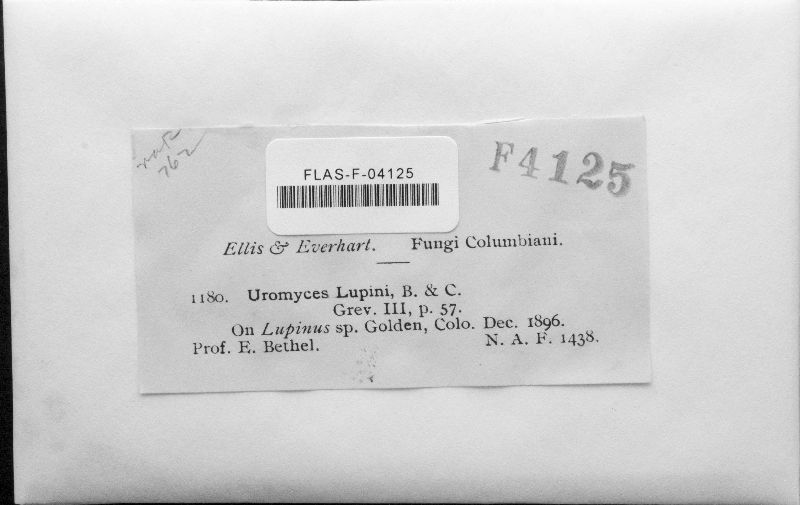 762
FLAS-F-04125
F4125
Ellis & Everhart. Fungi Columbiani.
1180. Uromyces Lupini, B. & C.
Grev. III, p. 57.
On Lupinus sp. Golden, Colo. Dec. 1896.
Prof. E. Bethel. N. A. F. 1438.